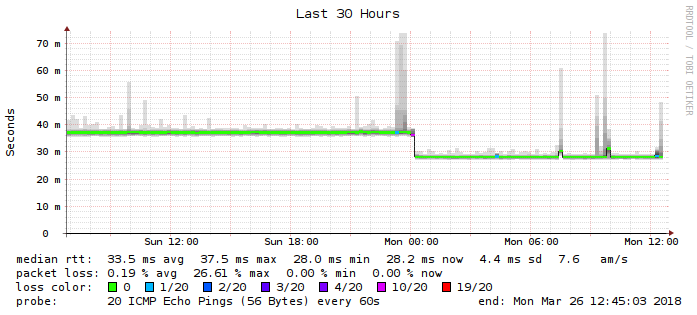 Last 30 Hours
RRDTOOL / TOBI OETIKER
Seconds
70 m
60 m
50 m
40 m
30 m
20 m
10 m
0
Sun 12:00 Sun 18:00 Mon 00:00 Mon 06:00 Mon 12:00
median rtt: 33.5 ms avg 37.5 ms max 28.0 ms min 28.2 ms now 4.4 ms sd 7.6 am/s
packet loss: 0.19 % avg 26.61 % max 0.00 % min 0.00 % now
loss color: 0 1/20 2/20 3/20 4/20 10/20 19/20
probe: 20 ICMP Echo Pings (56 Bytes) every 60s end: Mon Mar 26 12:45:03 2018